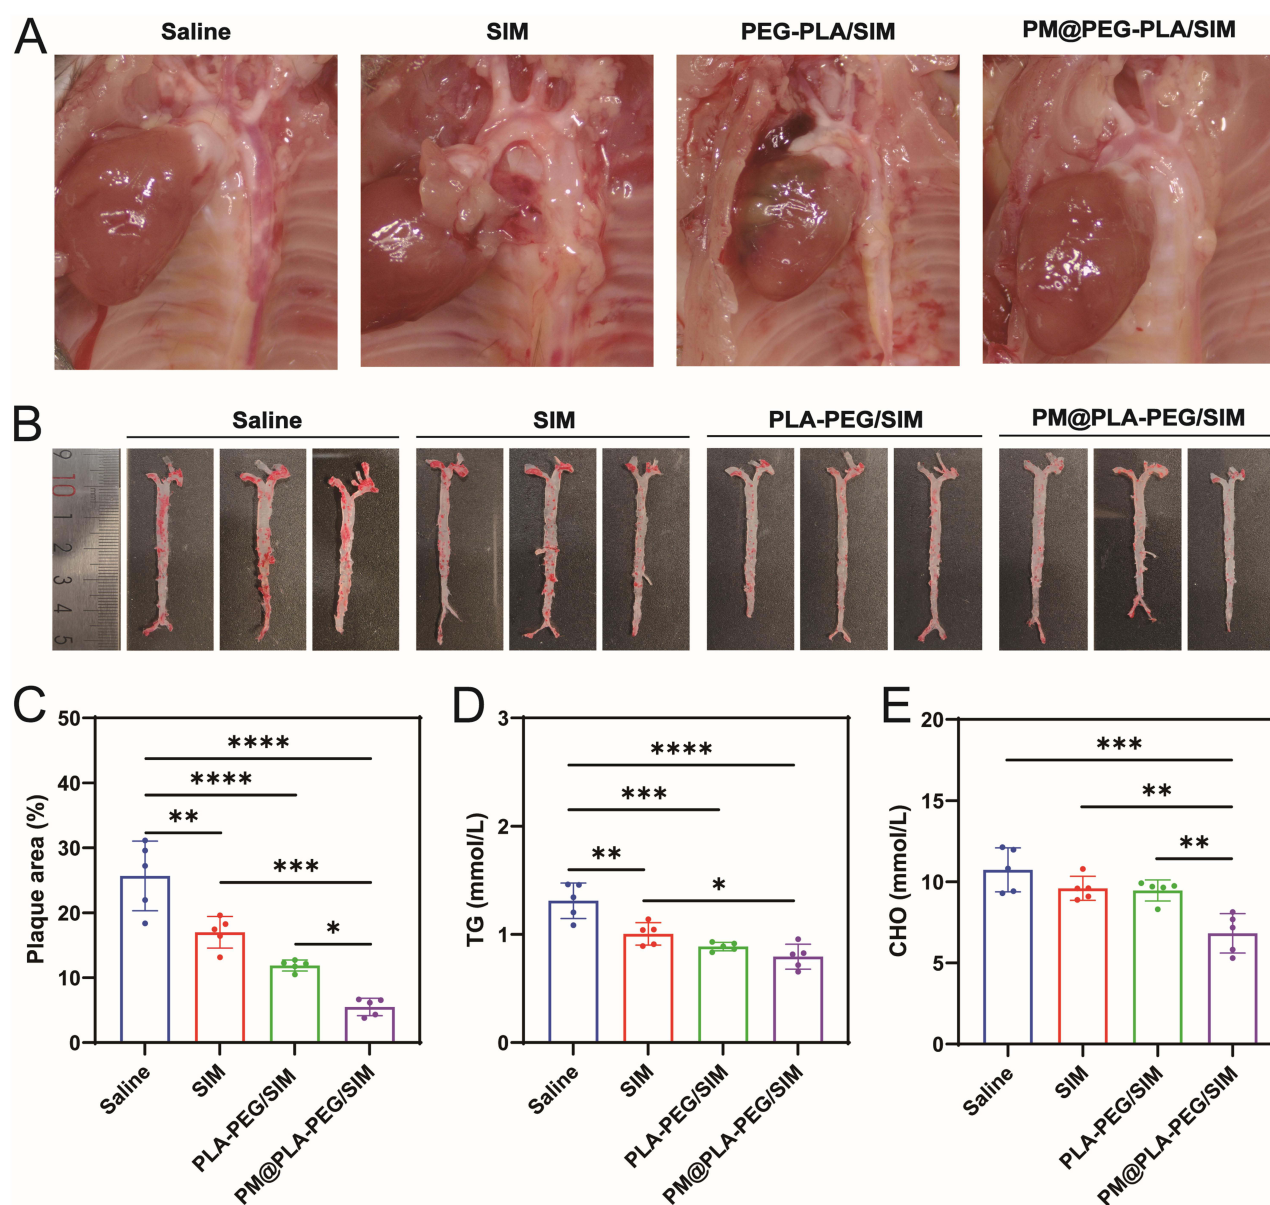 A
Saline
SIM
PEG-PLA/SIM
PM@PEG-PLA/SIM
B
Saline
SIM
PLA-PEG/SIM
PM@PLA-PEG/SIM
9
10
1
2
3
4
5
C
50
40
30
20
10
0
Plaque area (%)
****
****
**
***
*
Saline
SIM
PLA-PEG/SIM
PM@PLA-PEG/SIM
D
3
2
1
0
TG (mmol/L)
****
***
**
*
Saline
SIM
PLA-PEG/SIM
PM@PLA-PEG/SIM
E
20
15
10
5
0
CHO (mmol/L)
***
**
**
Saline
SIM
PLA-PEG/SIM
PM@PLA-PEG/SIM